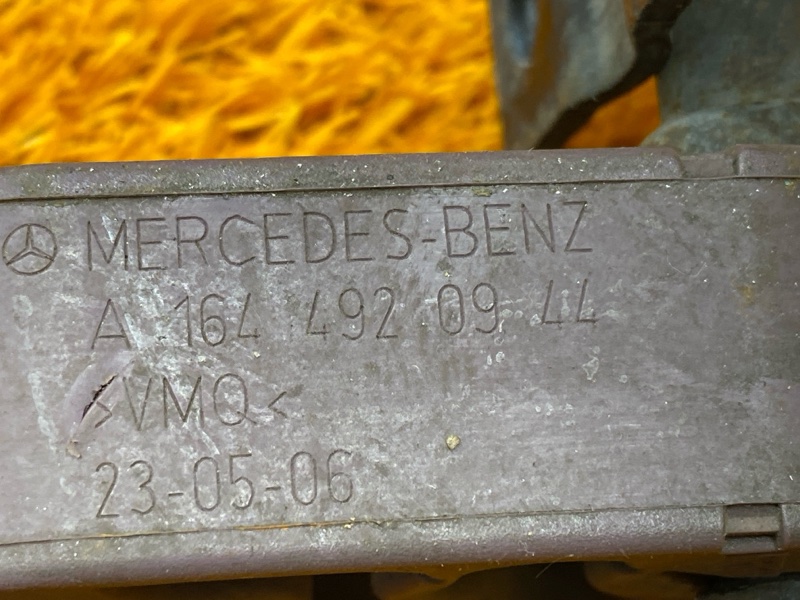 MERCEDES-BENZ
A 164 492 09 44
>VMQ<
23-05-06